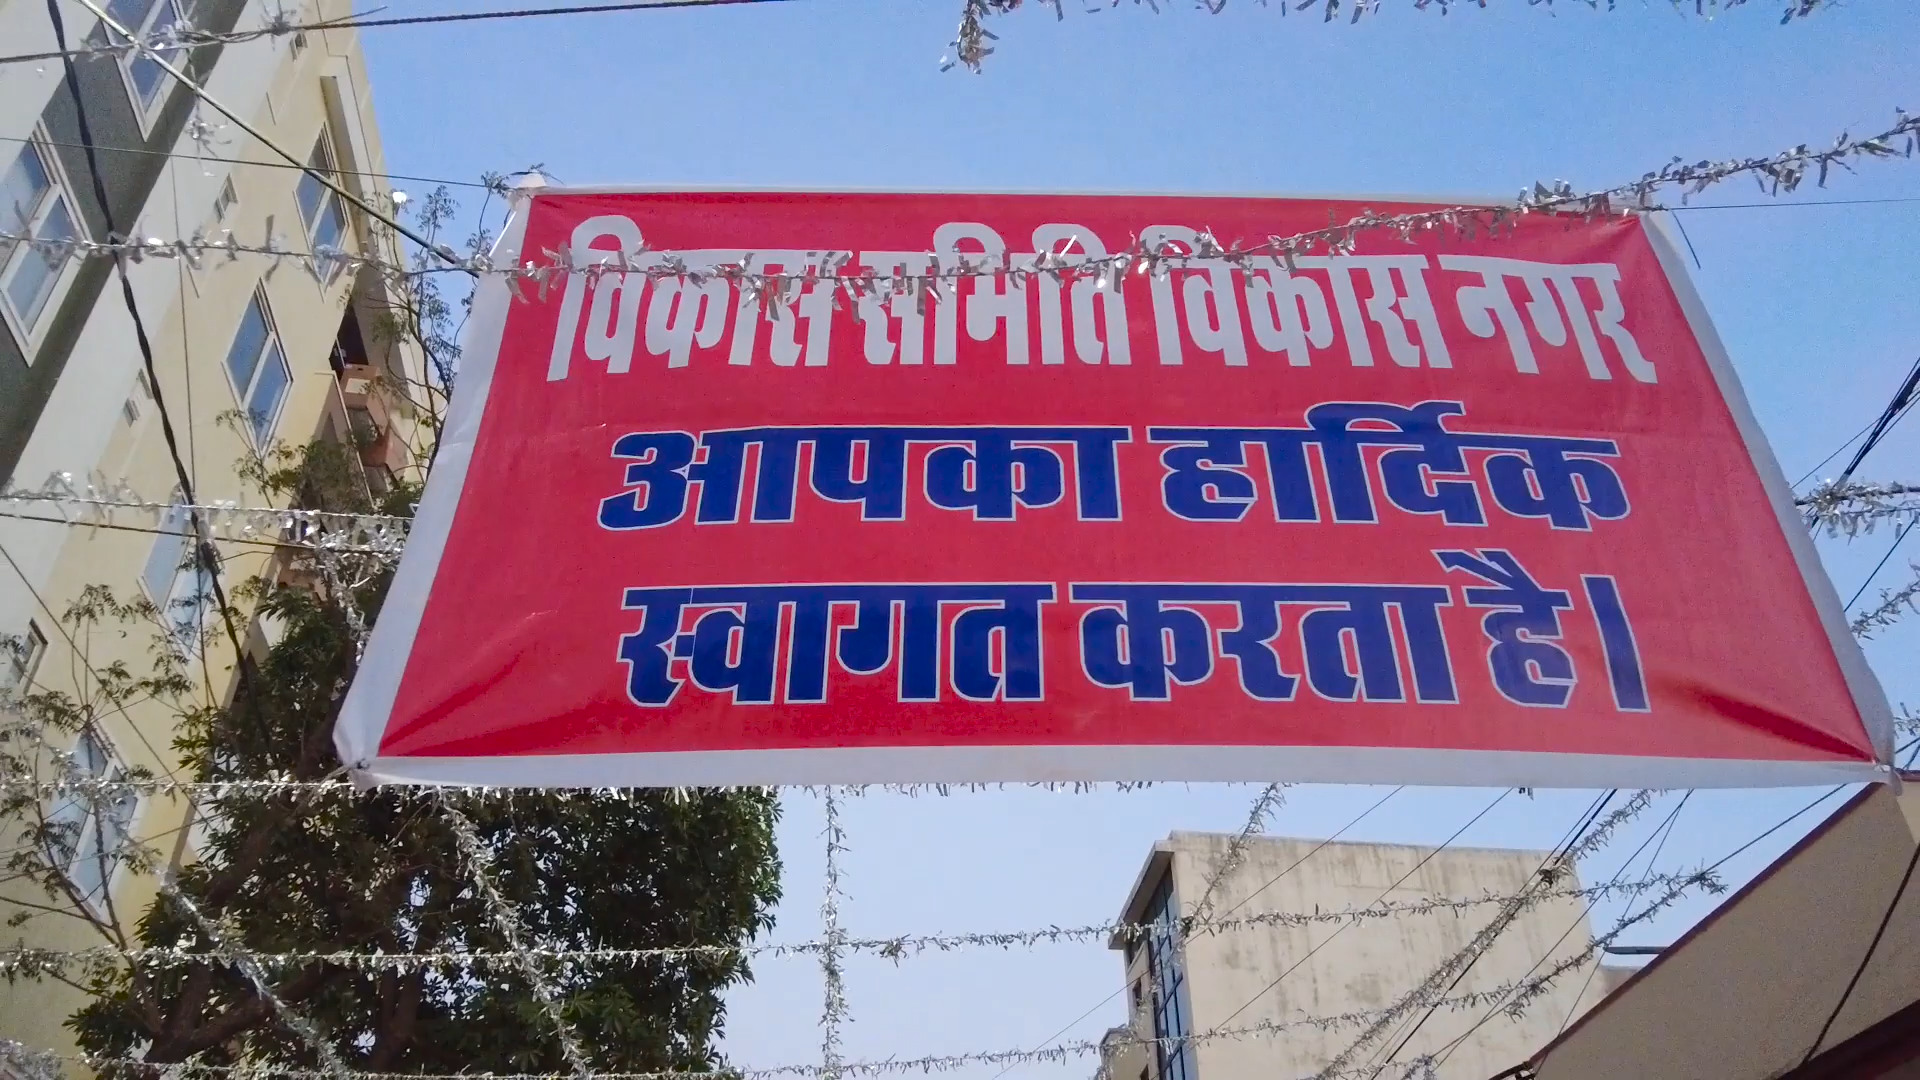 विकास समिति विकास नगर
आपका हार्दिक
स्वागत करता है।